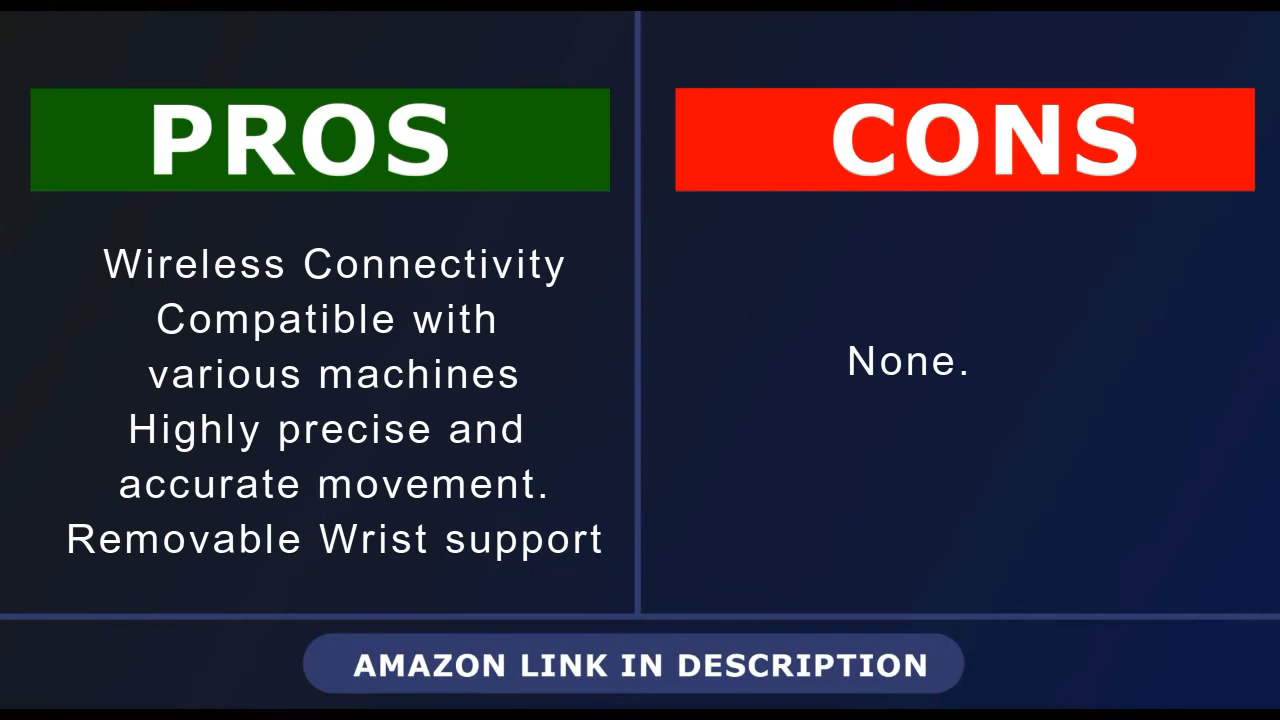 PROS
Wireless Connectivity
Compatible with
various machines
Highly precise and
accurate movement.
Removable Wrist support
CONS
None.
AMAZON LINK IN DESCRIPTION